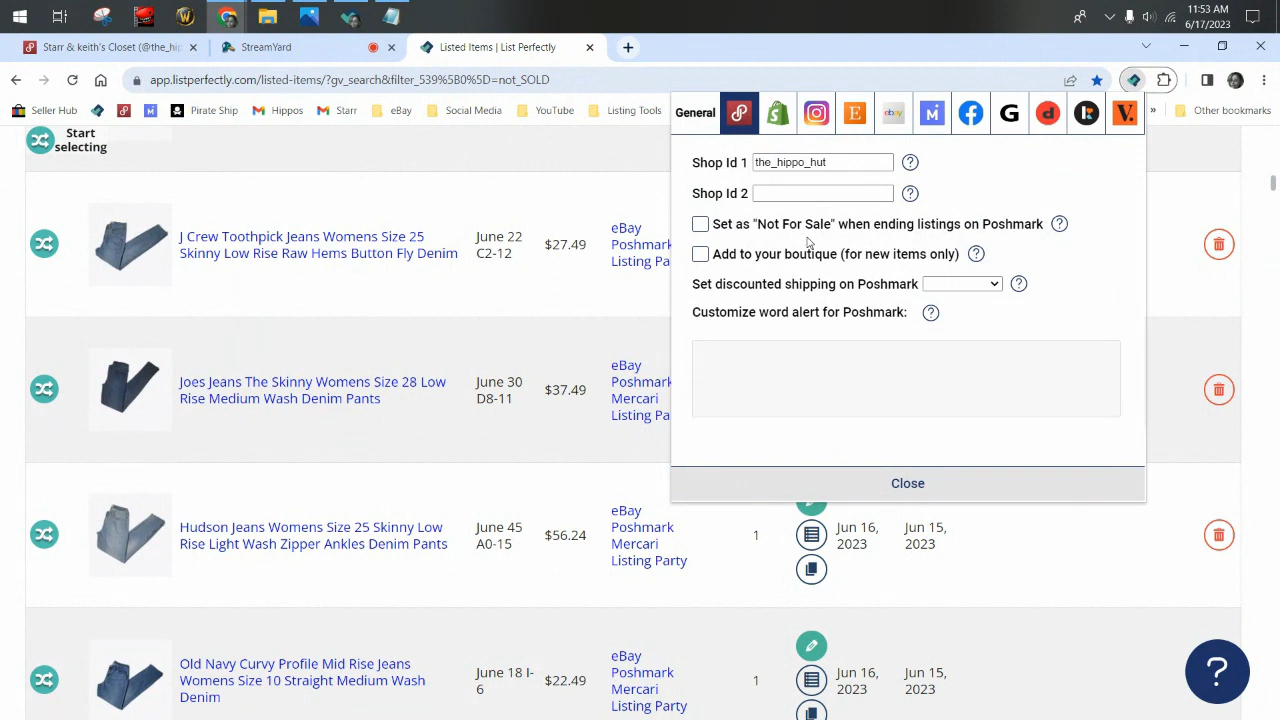 11:53 AM
6/17/2023
Starr & keith's Closet (@the_hip
StreamYard
Listed Items | List Perfectly
app.listperfectly.com/listed-items/?gv_search&filter_539%5B0%5D=not_SOLD
Seller Hub
Pirate Ship
Hippos
Starr
eBay
Social Media
YouTube
Listing Tools
Other bookmarks
General
Start
selecting
Shop Id 1 the_hippo_hut ?
Shop Id 2 ?
Set as "Not For Sale" when ending listings on Poshmark ?
Add to your boutique (for new items only) ?
Set discounted shipping on Poshmark ?
Customize word alert for Poshmark: ?
Close
J Crew Toothpick Jeans Womens Size 25
Skinny Low Rise Raw Hems Button Fly Denim
June 22
C2-12
$27.49
eBay
Poshmark
Listing Pa
Joes Jeans The Skinny Womens Size 28 Low
Rise Medium Wash Denim Pants
June 30
D8-11
$37.49
eBay
Poshmark
Mercari
Listing Pa
Hudson Jeans Womens Size 25 Skinny Low
Rise Light Wash Zipper Ankles Denim Pants
June 45
A0-15
$56.24
eBay
Poshmark
Mercari
Listing Party
1
Jun 16,
2023
Jun 15,
2023
Old Navy Curvy Profile Mid Rise Jeans
Womens Size 10 Straight Medium Wash
Denim
June 18 I-
6
$22.49
eBay
Poshmark
Mercari
Listing Party
1
Jun 16,
2023
Jun 15,
2023
?